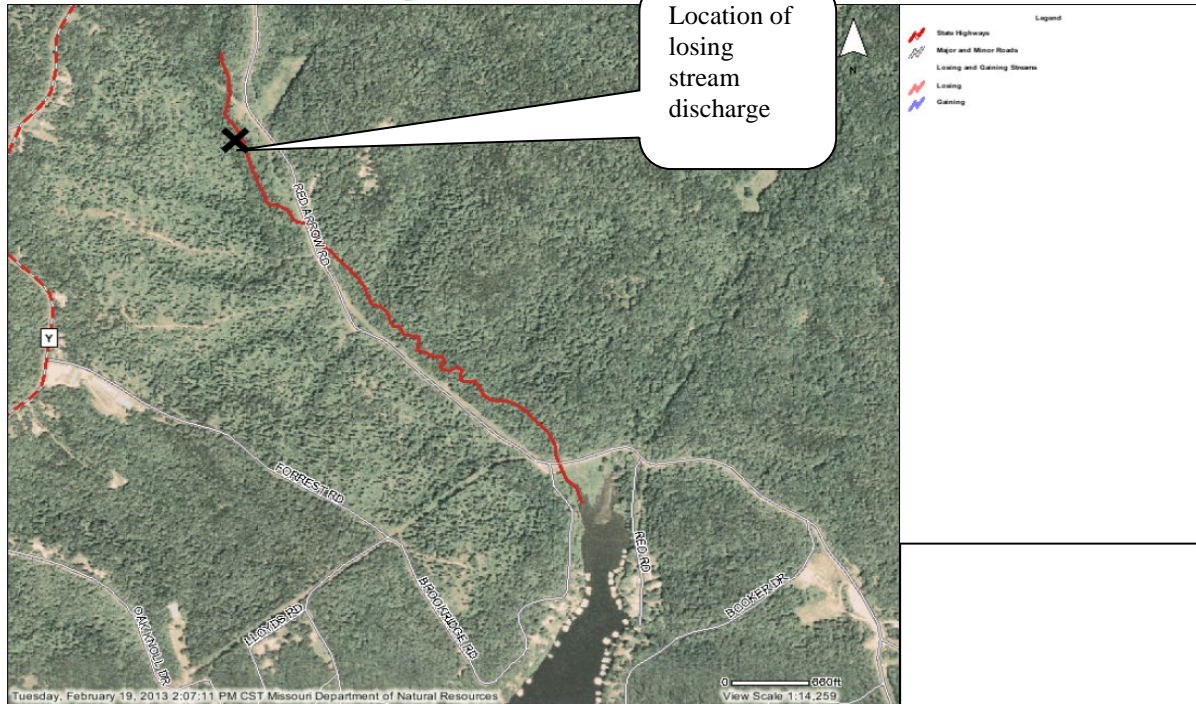 Location of
losing
stream
discharge
N
Legend
State Highways
Major and Minor Roads
Losing and Gaining Streams
Losing
Gaining
RED ARROW RD
Y
FORREST RD
RED RD
BOOKER DR
BROOKRIDGE RD
LLOYDS RD
OAK KNOLL DR
Tuesday, February 19, 2013 2:07:11 PM CST Missouri Department of Natural Resources
0 660ft
View Scale 1:14,259